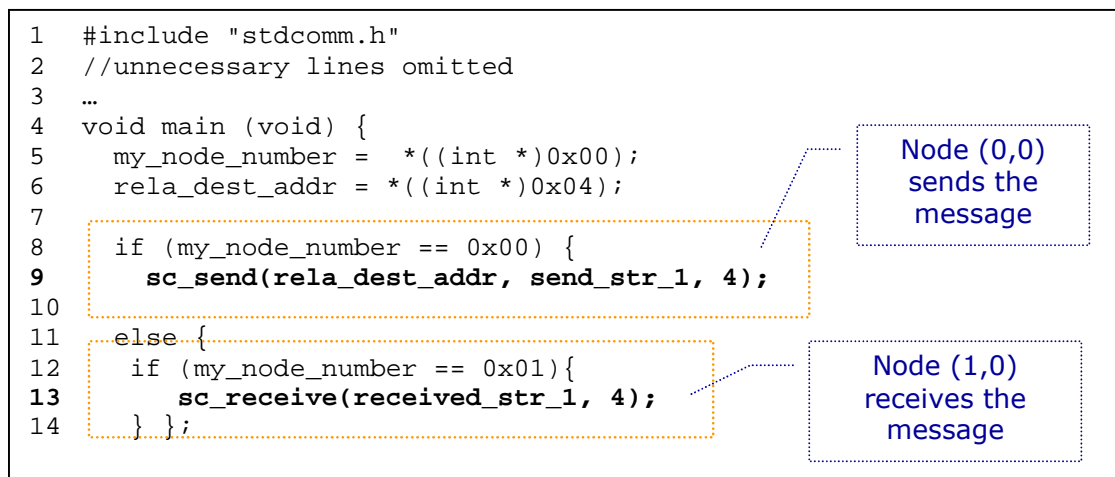 1 #include "stdcomm.h"
2 //unnecessary lines omitted
3 …
4 void main (void) {
5 my_node_number = *((int *)0x00);
6 rela_dest_addr = *((int *)0x04);
7
8 if (my_node_number == 0x00) {
9 sc_send(rela_dest_addr, send_str_1, 4);
10
11 else {
12 if (my_node_number == 0x01){
13 sc_receive(received_str_1, 4);
14 } };
Node (0,0)
sends the
message
Node (1,0)
receives the
message